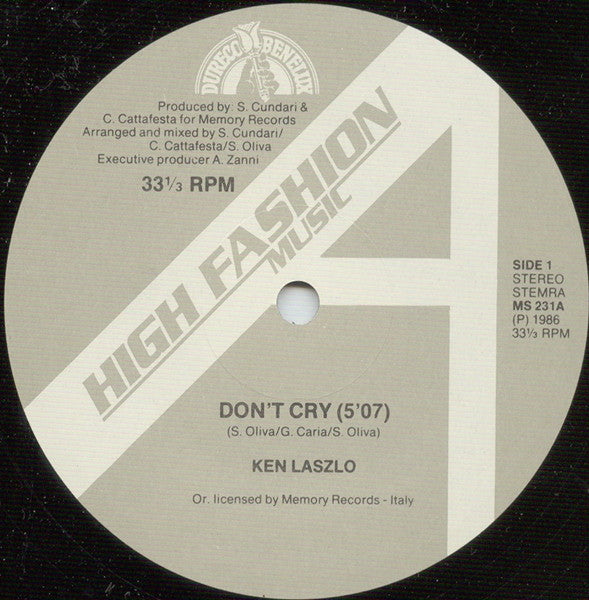 DURECO BENELUX
Produced by: S. Cundari &
C. Cattafesta for Memory Records
Arranged and mixed by S. Cundari/
C. Cattafesta/S. Oliva
Executive producer A. Zanni
33⅓ RPM
HIGH FASHION
MUSIC
SIDE 1
STEREO
STEMRA
MS 231A
(P) 1986
33⅓ RPM
DON'T CRY (5'07)
(S. Oliva/G. Caria/S. Oliva)
KEN LASZLO
Or. licensed by Memory Records - Italy